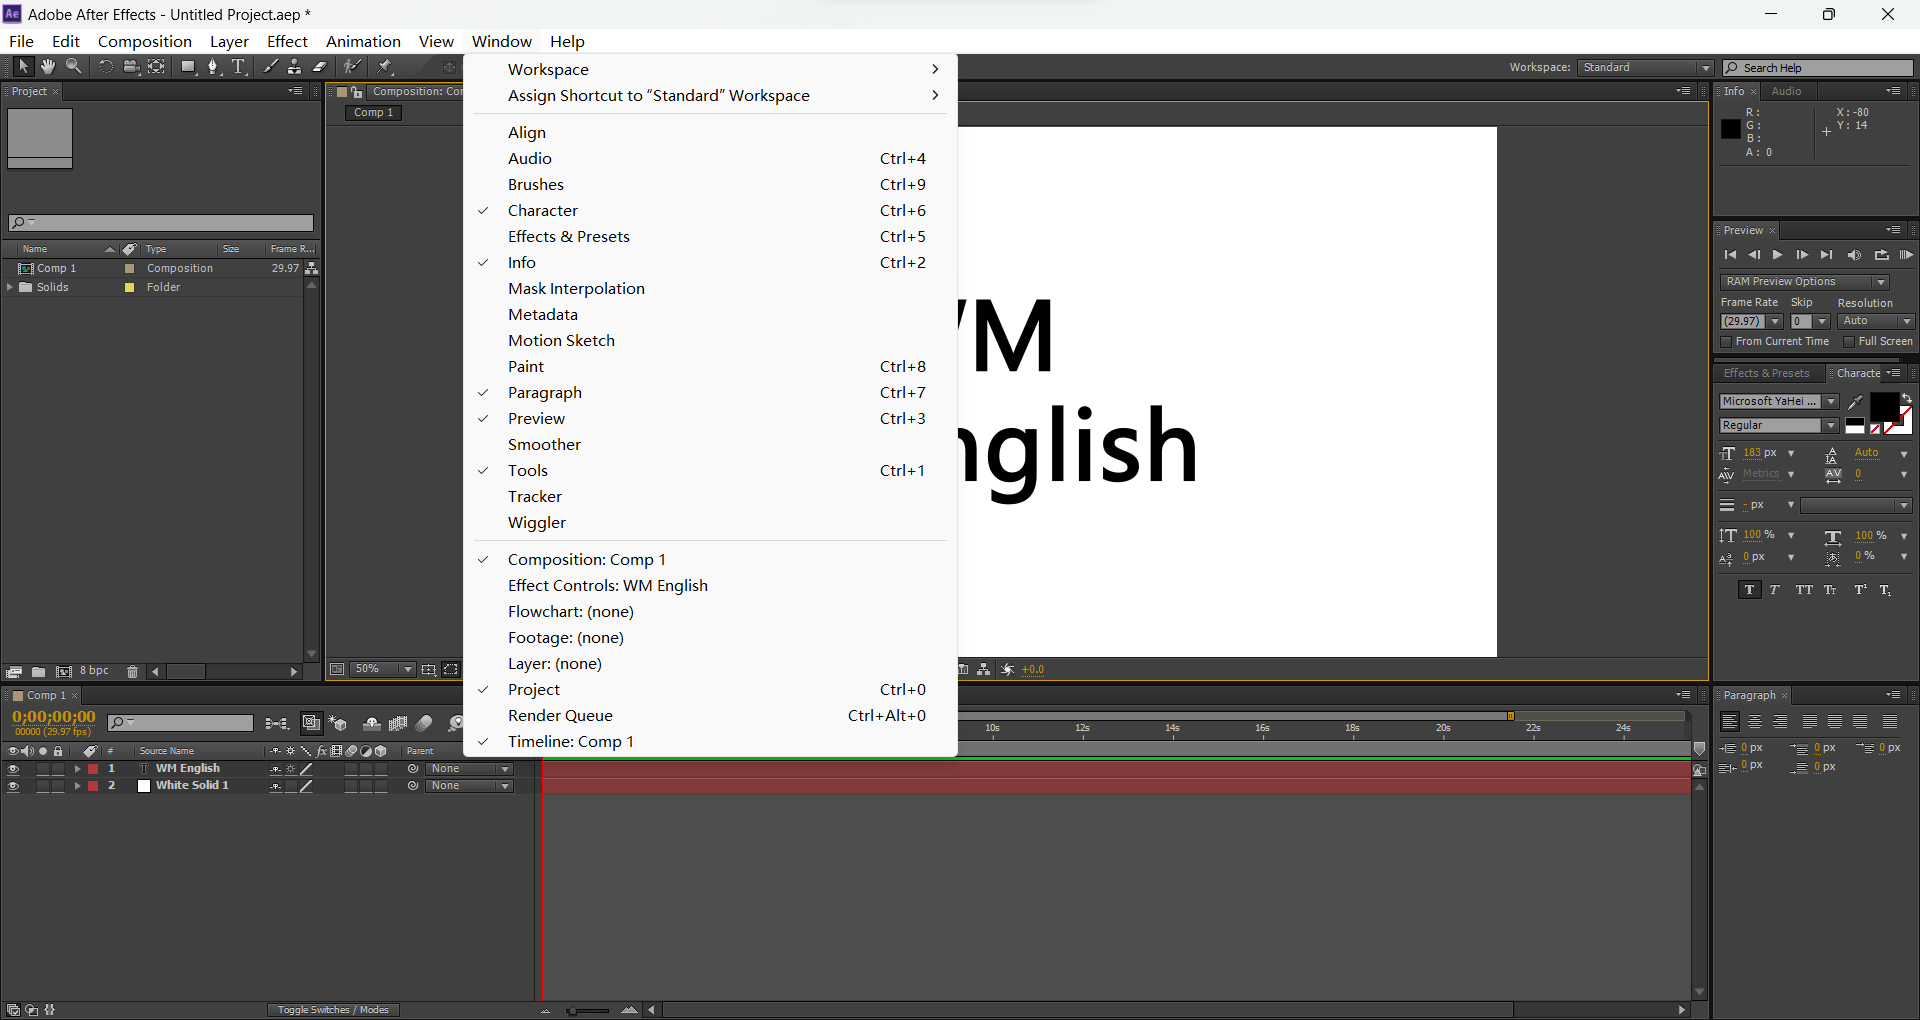 Ae Adobe After Effects - Untitled Project.aep *
File Edit Composition Layer Effect Animation View Window Help
Workspace: Standard Search Help
Project
Name Type Size Frame R...
Comp 1 Composition 29.97
Solids Folder
8 bpc
Composition: Cor
Comp 1
Workspace
Assign Shortcut to “Standard” Workspace
Align
Audio Ctrl+4
Brushes Ctrl+9
Character Ctrl+6
Effects & Presets Ctrl+5
Info Ctrl+2
Mask Interpolation
Metadata
Motion Sketch
Paint Ctrl+8
Paragraph Ctrl+7
Preview Ctrl+3
Smoother
Tools Ctrl+1
Tracker
Wiggler
Composition: Comp 1
Effect Controls: WM English
Flowchart: (none)
Footage: (none)
Layer: (none)
Project Ctrl+0
Render Queue Ctrl+Alt+0
Timeline: Comp 1
M
nglish
50%
+0.0
Info Audio
R: X: -80
G: Y: 14
B:
A: 0
Preview
RAM Preview Options
Frame Rate Skip Resolution
(29.97) 0 Auto
From Current Time Full Screen
Effects & Presets Characte
Microsoft YaHei ...
Regular
183 px Auto
Metrics 0
- px
100 % 100 %
0 px 0 %
T T TT Tt T¹ T₁
Comp 1
0;00;00;00
00000 (29.97 fps)
# Source Name fx Parent
1 T WM English None
2 White Solid 1 None
10s 12s 14s 16s 18s 20s 22s 24s
Toggle Switches / Modes
Paragraph
0 px 0 px 0 px
0 px 0 px